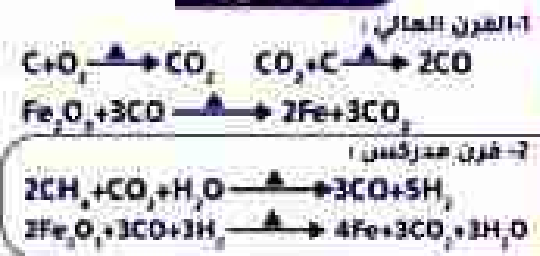 1-الفرن العالي :
C+O₂ →Δ CO₂ CO₂+C →Δ 2CO
Fe₂O₃+3CO →Δ 2Fe+3CO₂
2- فرن مدركس :
2CH₄+CO₂+H₂O →Δ 3CO+5H₂
2Fe₂O₃+3CO+3H₂ →Δ 4Fe+3CO₂+3H₂O